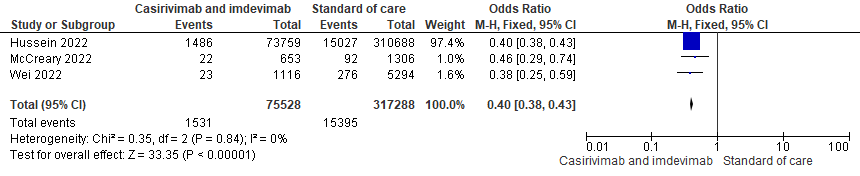 Casirivimab and imdevimab Standard of care Odds Ratio Odds Ratio
Study or Subgroup Events Total Events Total Weight M-H, Fixed, 95% CI M-H, Fixed, 95% CI
Hussein 2022 1486 73759 15027 310688 97.4% 0.40 [0.38, 0.43]
McCreary 2022 22 653 92 1306 1.0% 0.46 [0.29, 0.74]
Wei 2022 23 1116 276 5294 1.6% 0.38 [0.25, 0.59]
Total (95% CI) 75528 317288 100.0% 0.40 [0.38, 0.43]
Total events 1531 15395
Heterogeneity: Chi² = 0.35, df = 2 (P = 0.84); I² = 0%
Test for overall effect: Z = 33.35 (P < 0.00001)
0.01 0.1 1 10 100
Casirivimab and imdevimab Standard of care